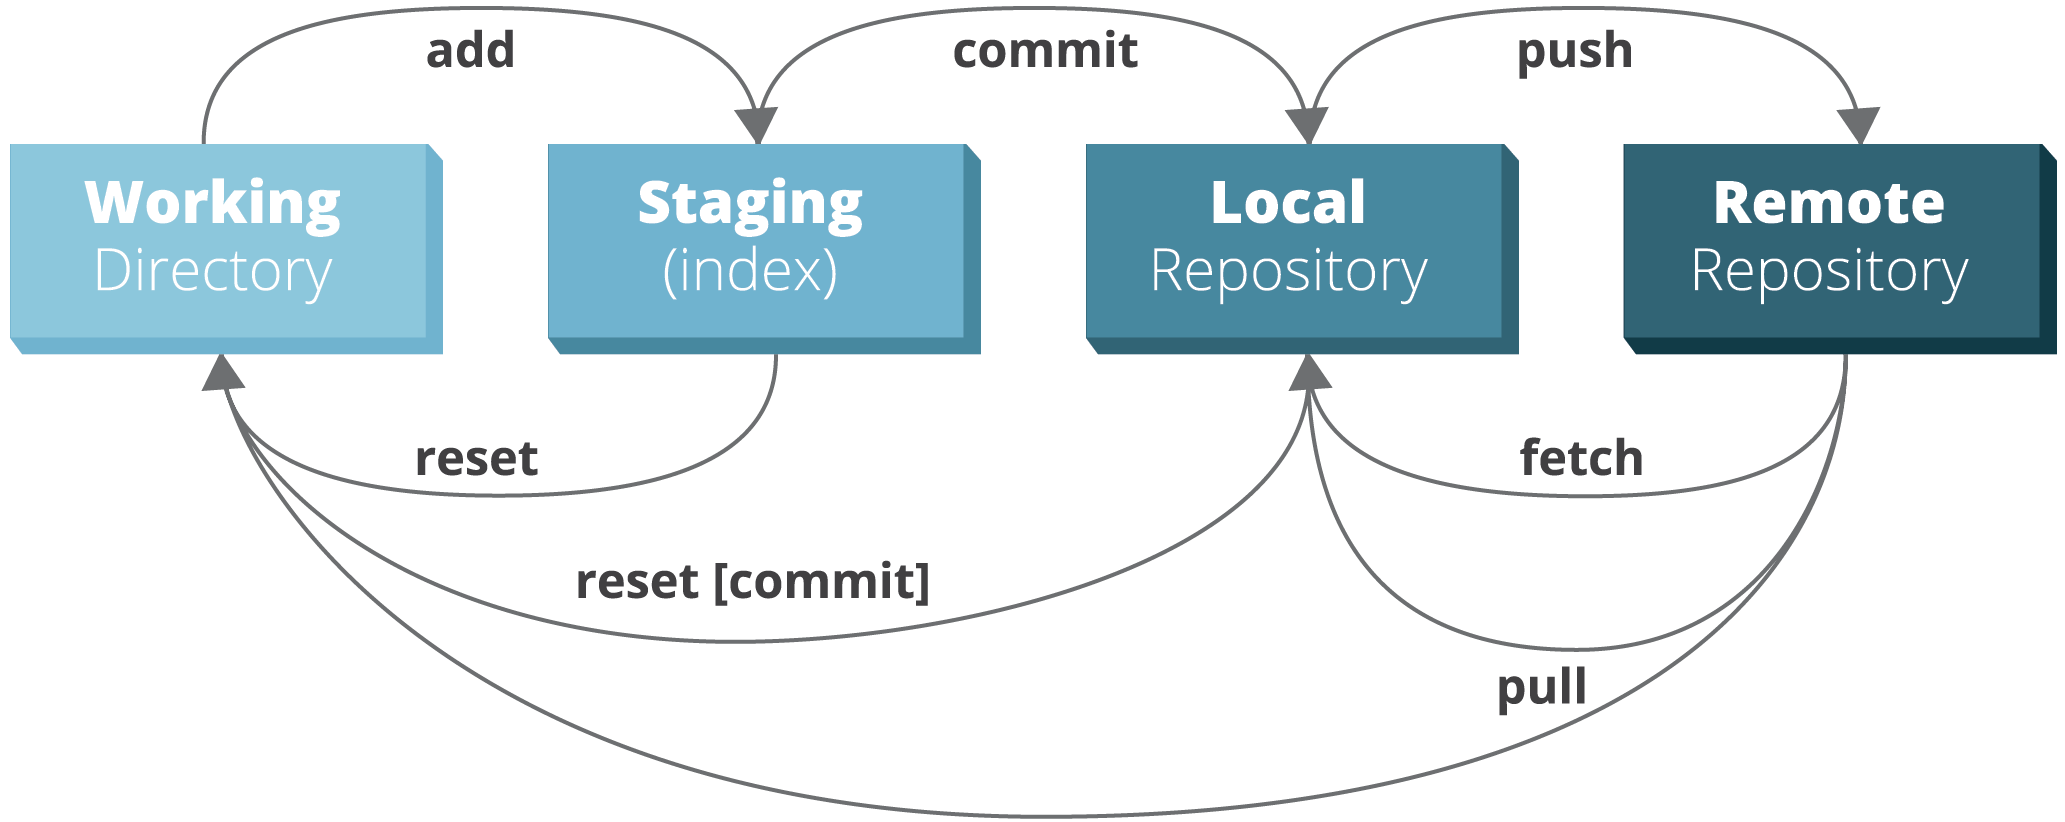 add
commit
push
Working
Directory
Staging
(index)
Local
Repository
Remote
Repository
reset
fetch
reset [commit]
pull